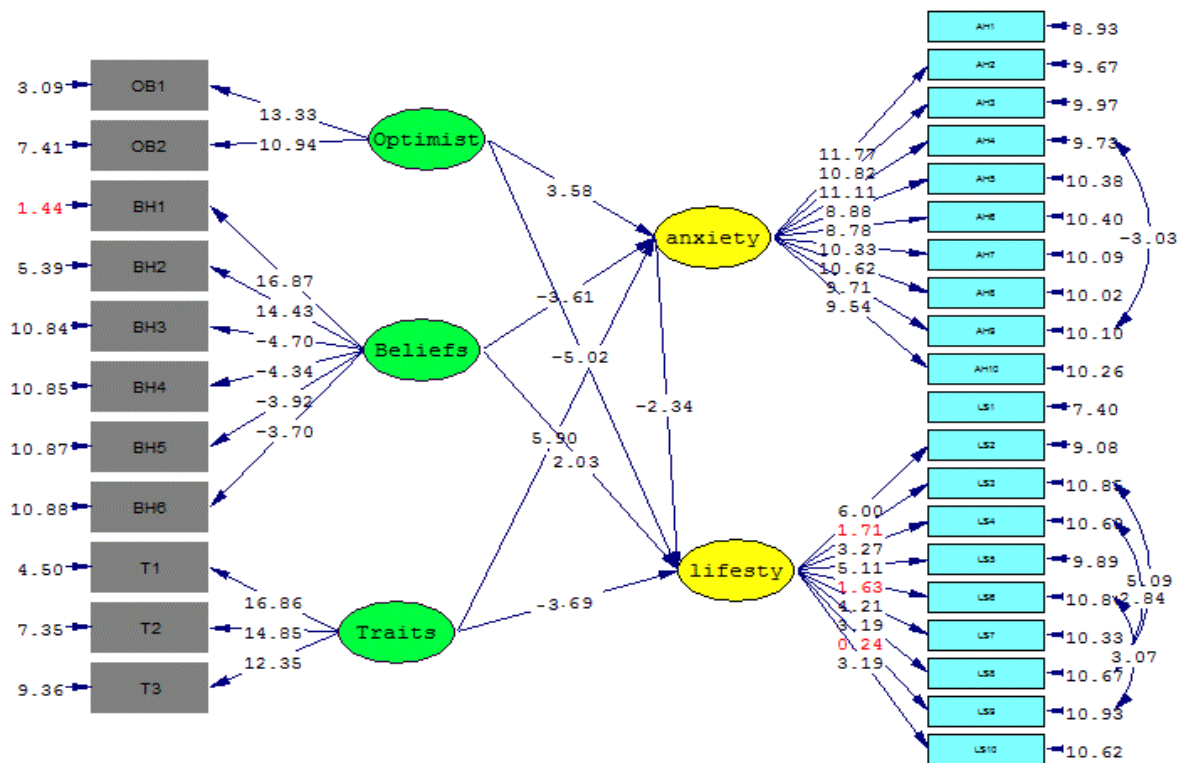 3.09 OB1
7.41 OB2
1.44 BH1
5.39 BH2
10.84 BH3
10.85 BH4
10.87 BH5
10.88 BH6
4.50 T1
7.35 T2
9.36 T3
13.33
10.94
16.87
14.43
-4.70
-4.34
-3.92
-3.70
16.86
14.85
12.35
Optimist
Beliefs
Traits
3.58
-3.61
-5.02
5.90
2.03
-2.34
-3.69
anxiety
lifesty
11.77
10.82
11.11
8.88
8.78
10.33
10.62
9.71
9.54
6.00
1.71
3.27
5.11
1.63
4.21
3.19
0.24
3.19
AH1 8.93
AH2 9.67
AH3 9.97
AH4 9.73
AH5 10.38
AH6 10.40
AH7 10.09
AH8 10.02
AH9 10.10
AH10 10.26
LS1 7.40
LS2 9.08
LS3 10.85
LS4
LS5 9.89
LS6
LS7 10.33
LS8 10.67
LS9 10.93
LS10 10.62
-3.03
5.09
3.07